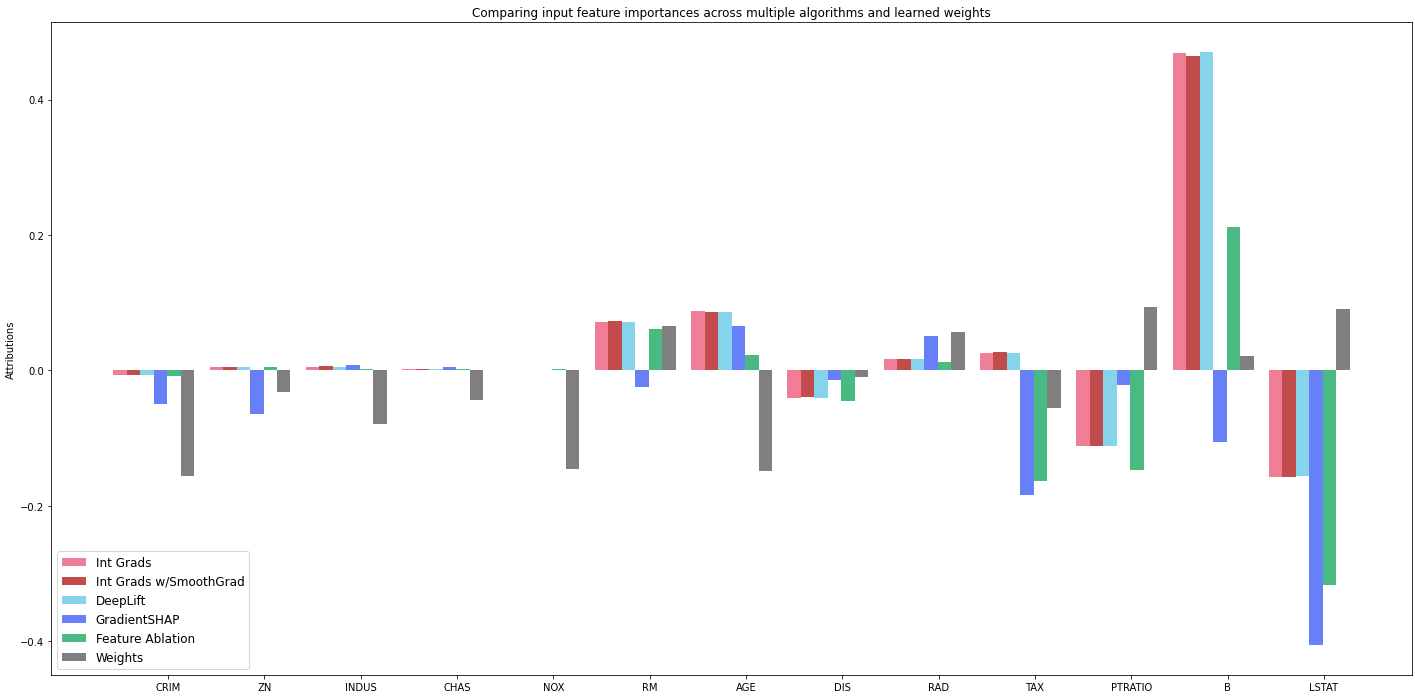 Comparing input feature importances across multiple algorithms and learned weights
Attributions
0.4
0.2
0.0
−0.2
−0.4
Int Grads
Int Grads w/SmoothGrad
DeepLift
GradientSHAP
Feature Ablation
Weights
CRIM ZN INDUS CHAS NOX RM AGE DIS RAD TAX PTRATIO B LSTAT